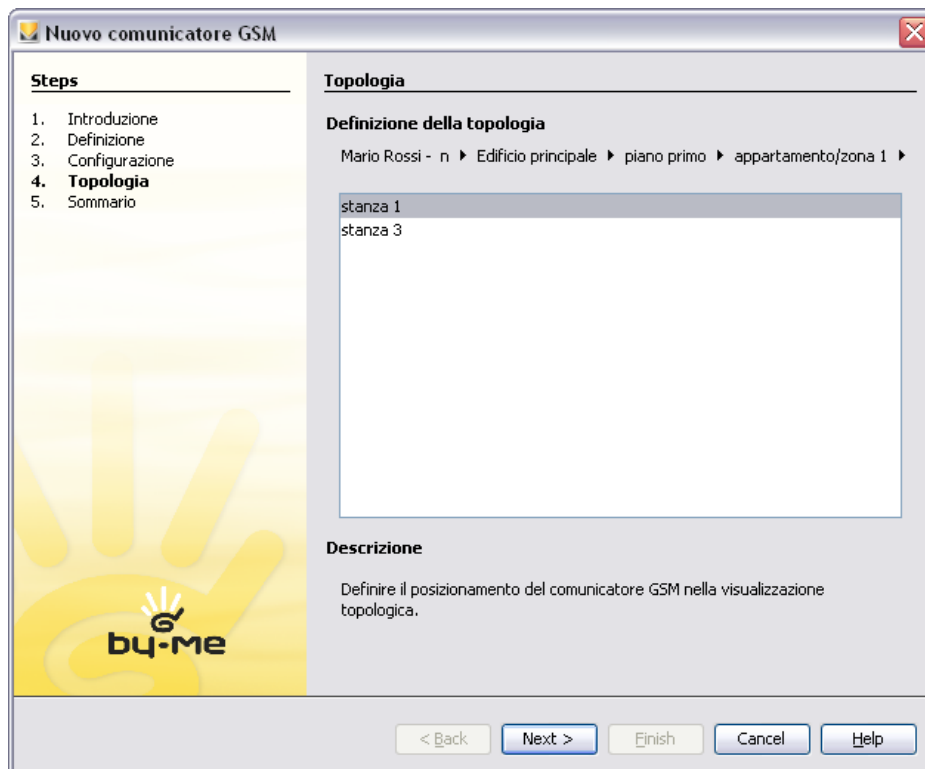 Nuovo comunicatore GSM
Steps
1. Introduzione
2. Definizione
3. Configurazione
4. Topologia
5. Sommario
by-me
Topologia
Definizione della topologia
Mario Rossi - n ▶ Edificio principale ▶ piano primo ▶ appartamento/zona 1 ▶
stanza 1
stanza 3
Descrizione
Definire il posizionamento del comunicatore GSM nella visualizzazione
topologica.
< Back
Next >
Finish
Cancel
Help